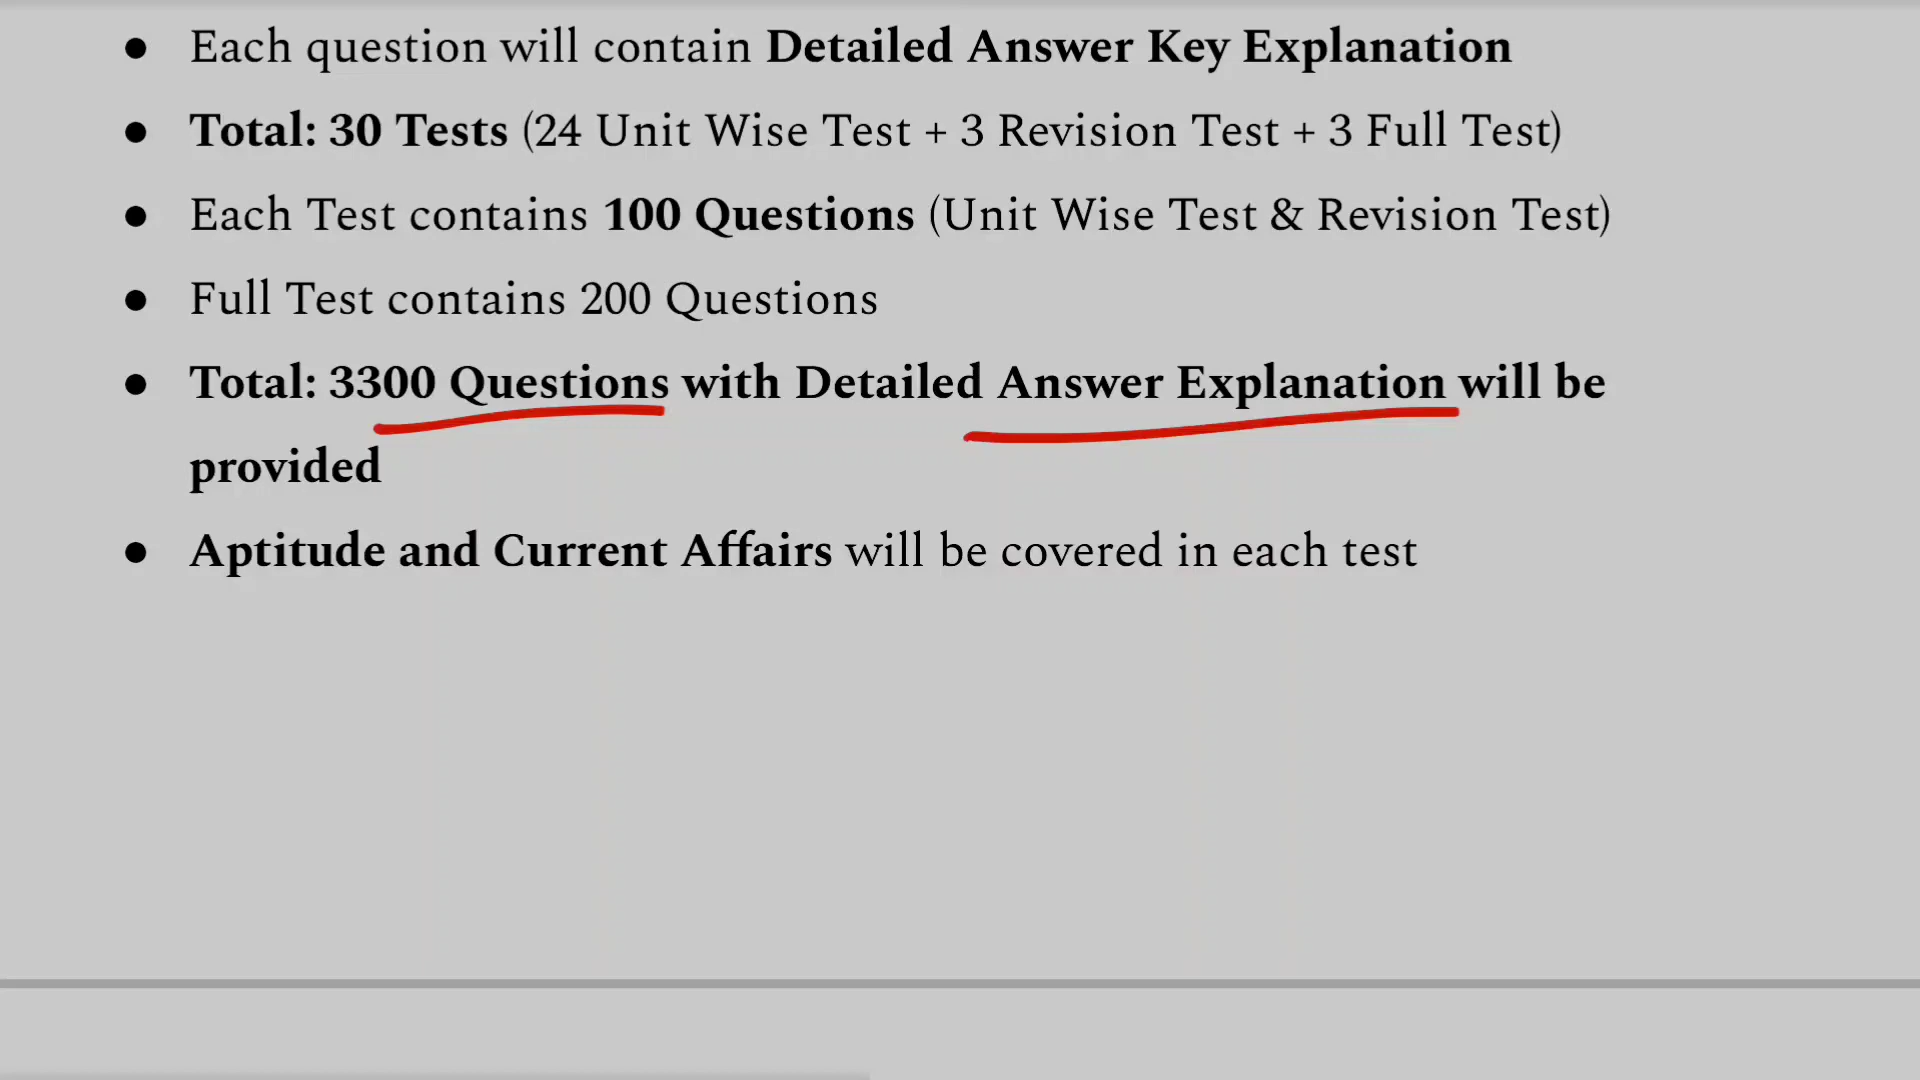 ● Each question will contain Detailed Answer Key Explanation
● Total: 30 Tests (24 Unit Wise Test + 3 Revision Test + 3 Full Test)
● Each Test contains 100 Questions (Unit Wise Test & Revision Test)
● Full Test contains 200 Questions
● Total: 3300 Questions with Detailed Answer Explanation will be
provided
● Aptitude and Current Affairs will be covered in each test